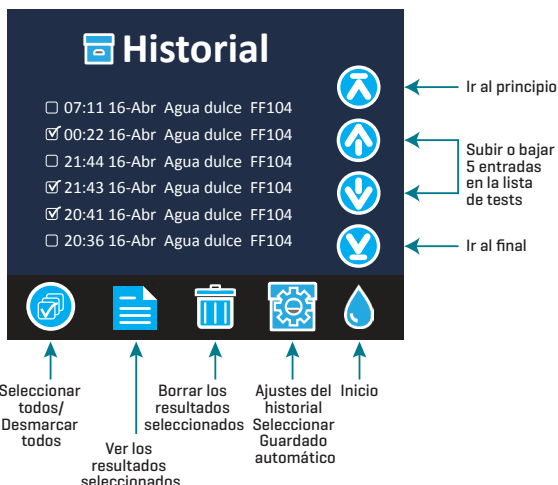 Historial
07:11 16-Abr Agua dulce FF104
00:22 16-Abr Agua dulce FF104
21:44 16-Abr Agua dulce FF104
21:43 16-Abr Agua dulce FF104
20:41 16-Abr Agua dulce FF104
20:36 16-Abr Agua dulce FF104
Ir al principio
Subir o bajar
5 entradas
en la lista
de tests
Ir al final
Seleccionar
todos/
Desmarcar
todos
Ver los
resultados
seleccionados
Borrar los
resultados
seleccionados
Ajustes del
historial
Seleccionar
Guardado
automático
Inicio